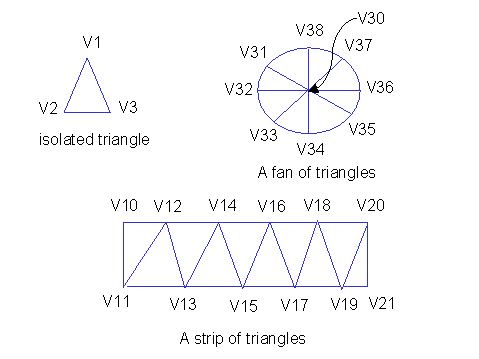 V1
V2
V3
isolated triangle
V30
V38
V31
V37
V32
V36
V33
V35
V34
A fan of triangles
V10
V12
V14
V16
V18
V20
V11
V13
V15
V17
V19
V21
A strip of triangles